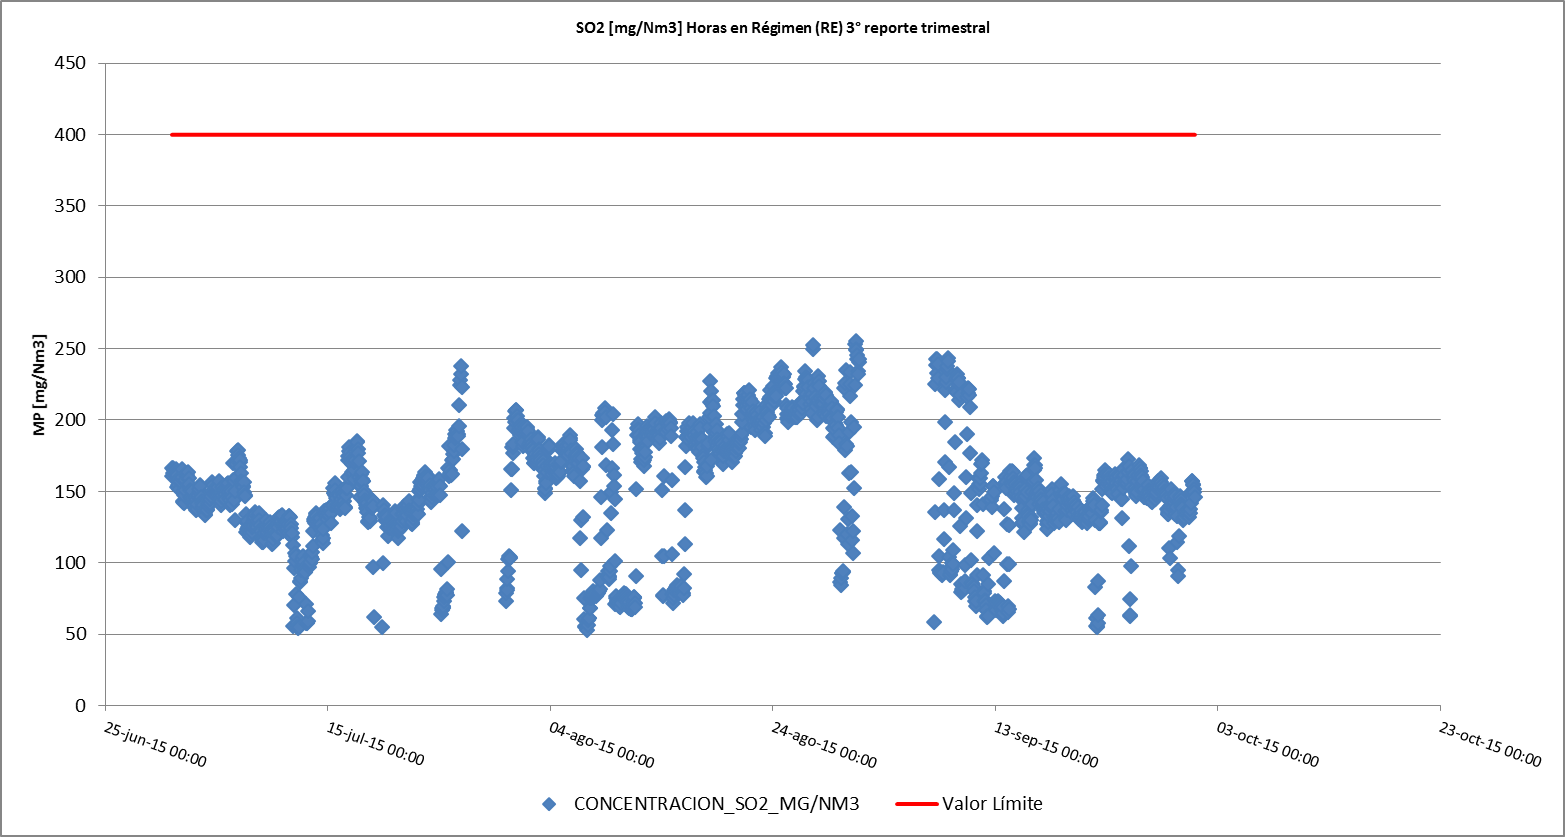 SO2 [mg/Nm3] Horas en Régimen (RE) 3° reporte trimestral
MP [mg/Nm3]
450
400
350
300
250
200
150
100
50
0
25-jun-15 00:00
15-jul-15 00:00
04-ago-15 00:00
24-ago-15 00:00
13-sep-15 00:00
03-oct-15 00:00
23-oct-15 00:00
CONCENTRACION_SO2_MG/NM3
Valor Límite